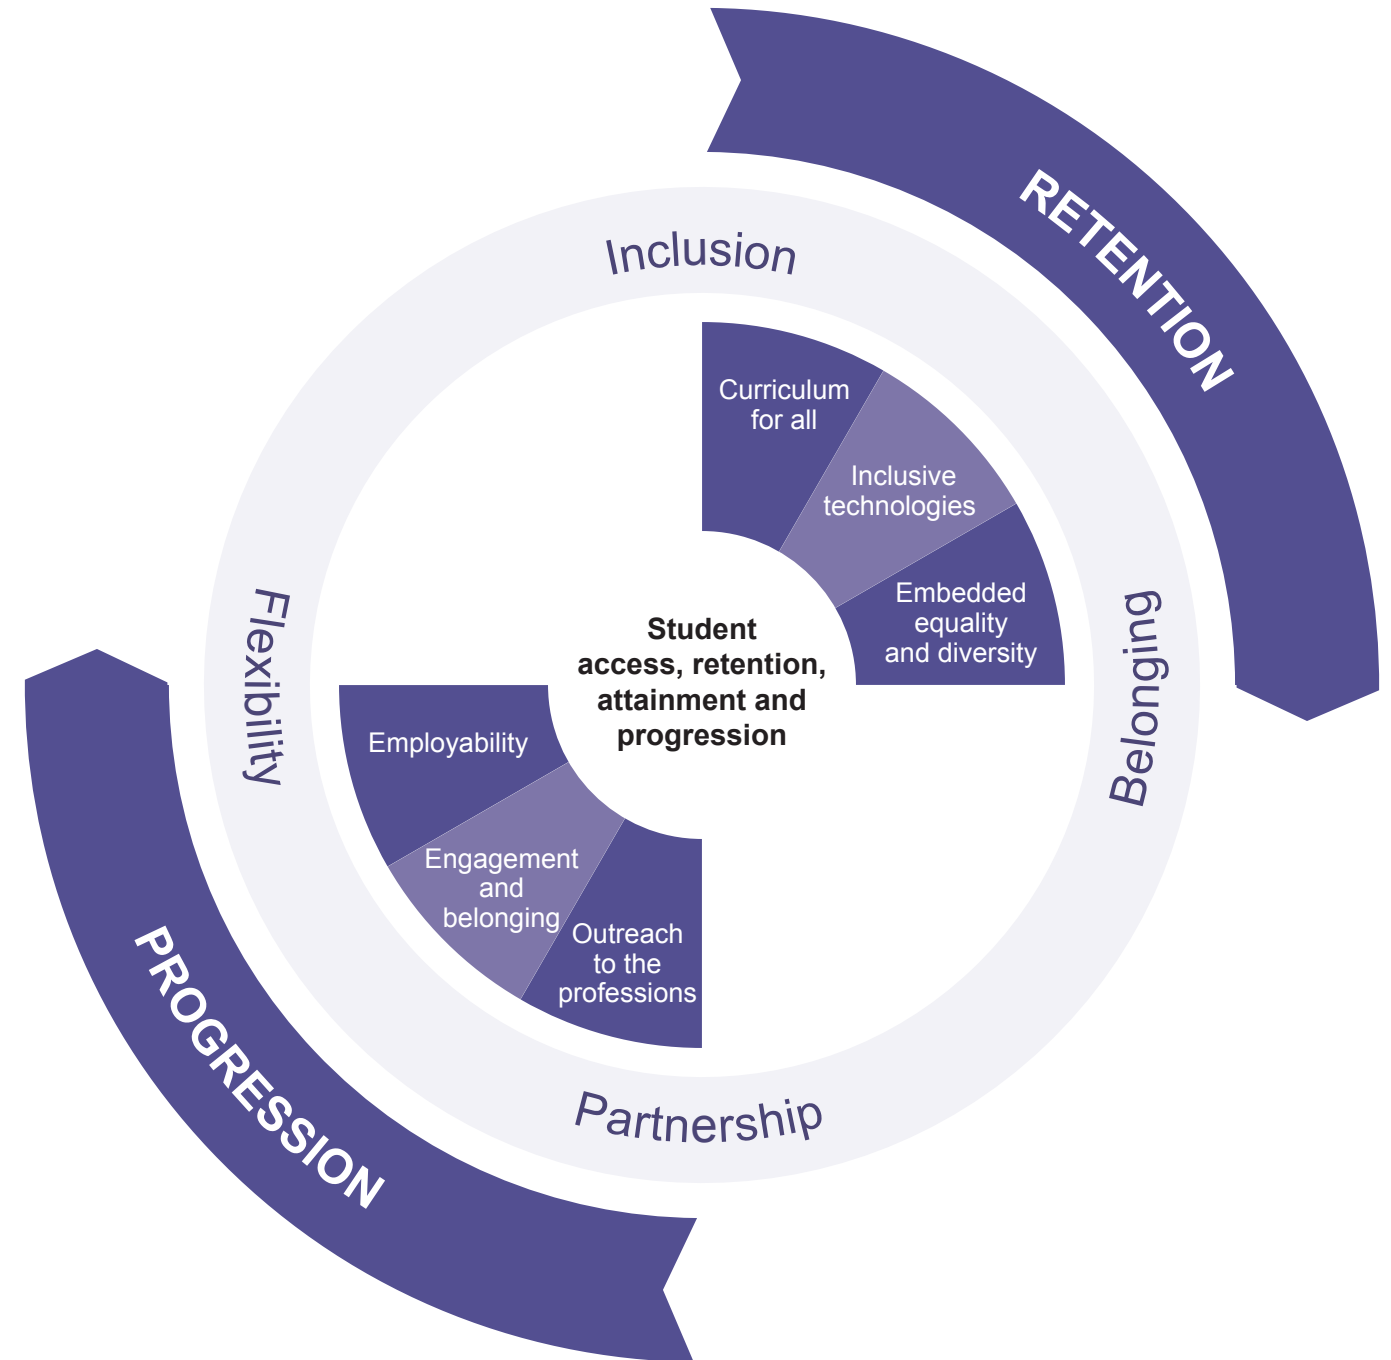 RETENTION
Inclusion
Curriculum
for all
Inclusive
technologies
Embedded
equality
and diversity
Flexibility
Belonging
Student
access, retention,
attainment and
progression
Employability
Engagement
and
belonging
Outreach
to the
professions
PROGRESSION
Partnership